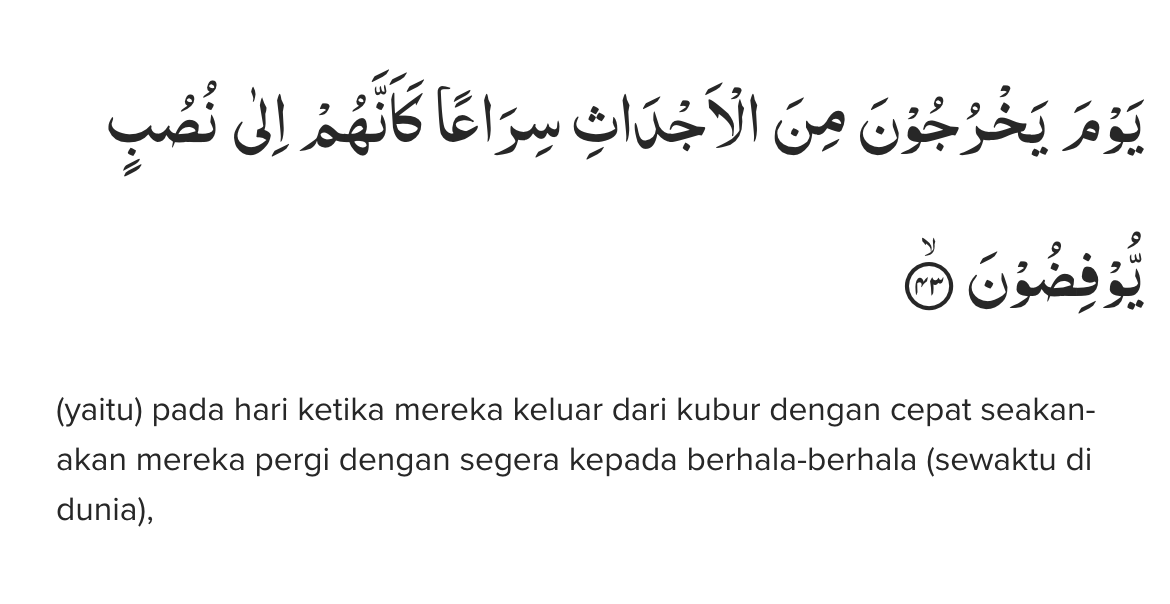 يَوْمَ يَخْرُجُوْنَ مِنَ الْاَجْدَاثِ سِرَاعًا كَاَنَّهُمْ اِلٰى نُصُبٍ
يُّوْفِضُوْنَۙ ۝٤٣
(yaitu) pada hari ketika mereka keluar dari kubur dengan cepat seakan-
akan mereka pergi dengan segera kepada berhala-berhala (sewaktu di
dunia),